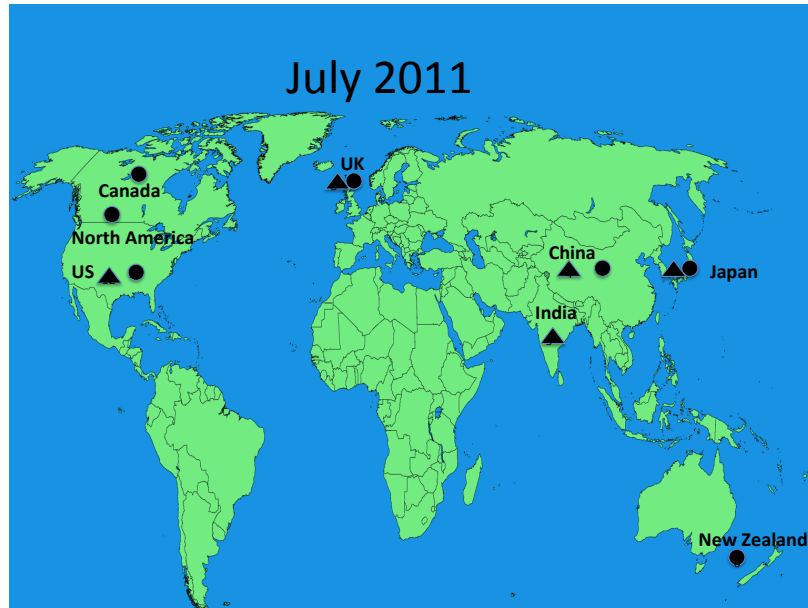 July 2011
UK
Canada
North America
US
China
Japan
India
New Zealand